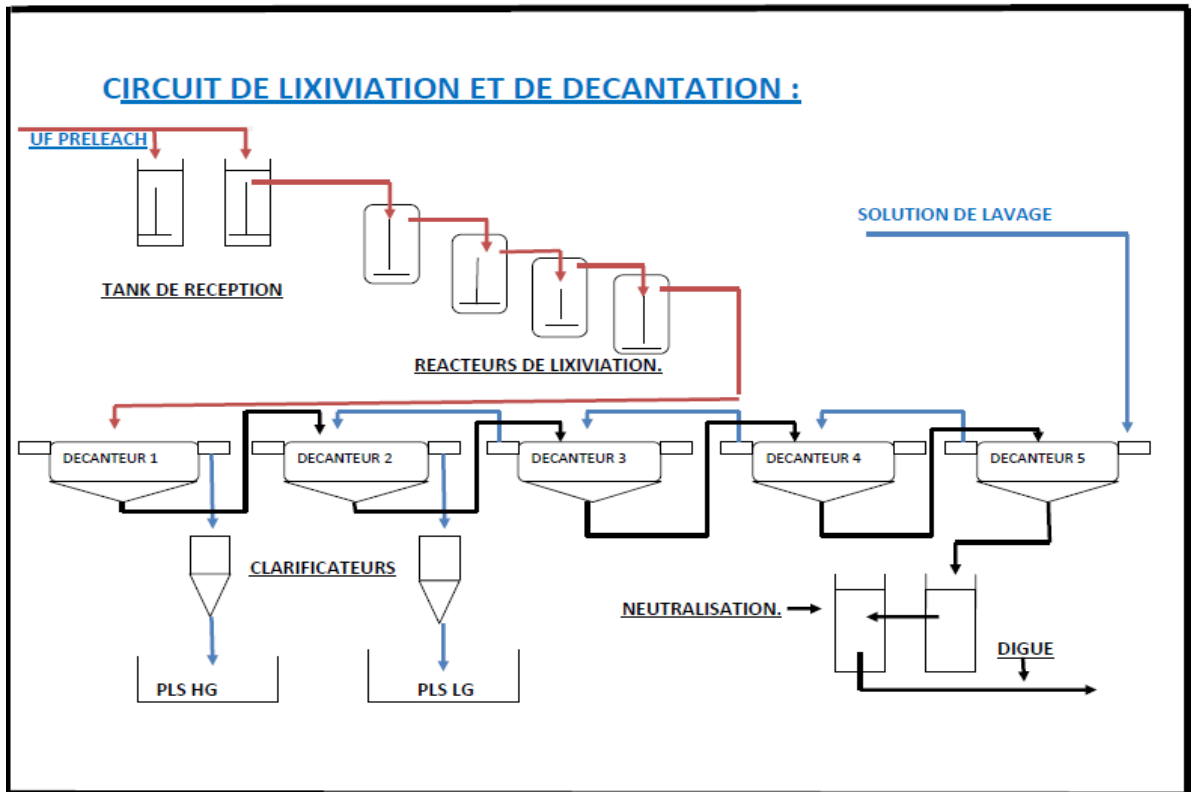 CIRCUIT DE LIXIVIATION ET DE DECANTATION :
UF PRELEACH
SOLUTION DE LAVAGE
TANK DE RECEPTION
REACTEURS DE LIXIVIATION.
DECANTEUR 1
DECANTEUR 2
DECANTEUR 3
DECANTEUR 4
DECANTEUR 5
CLARIFICATEURS
NEUTRALISATION.
DIGUE
PLS HG
PLS LG